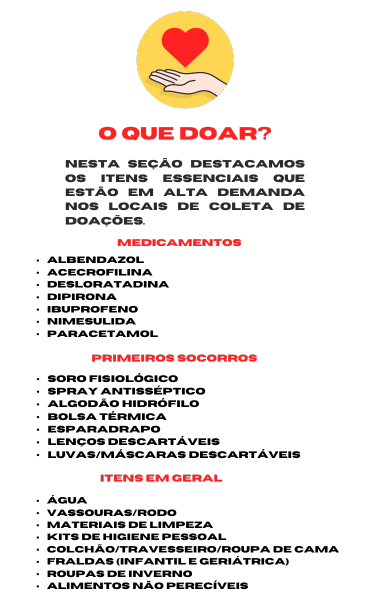 O QUE DOAR?
NESTA SEÇÃO DESTACAMOS
OS ITENS ESSENCIAIS QUE
ESTÃO EM ALTA DEMANDA
NOS LOCAIS DE COLETA DE
DOAÇÕES.
MEDICAMENTOS
• ALBENDAZOL
• ACECROFILINA
• DESLORATADINA
• DIPIRONA
• IBUPROFENO
• NIMESULIDA
• PARACETAMOL
PRIMEIROS SOCORROS
• SORO FISIOLÓGICO
• SPRAY ANTISSÉPTICO
• ALGODÃO HIDRÓFILO
• BOLSA TÉRMICA
• ESPARADRAPO
• LENÇOS DESCARTÁVEIS
• LUVAS/MÁSCARAS DESCARTÁVEIS
ITENS EM GERAL
• ÁGUA
• VASSOURAS/RODO
• MATERIAIS DE LIMPEZA
• KITS DE HIGIENE PESSOAL
• COLCHÃO/TRAVESSEIRO/ROUPA DE CAMA
• FRALDAS (INFANTIL E GERIÁTRICA)
• ROUPAS DE INVERNO
• ALIMENTOS NÃO PERECÍVEIS